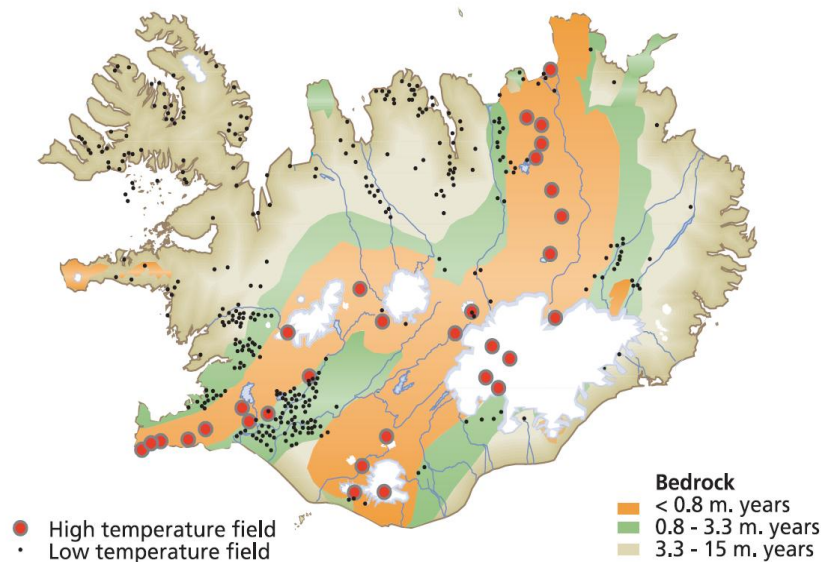 High temperature field
Low temperature field
Bedrock
< 0.8 m. years
0.8 - 3.3 m. years
3.3 - 15 m. years